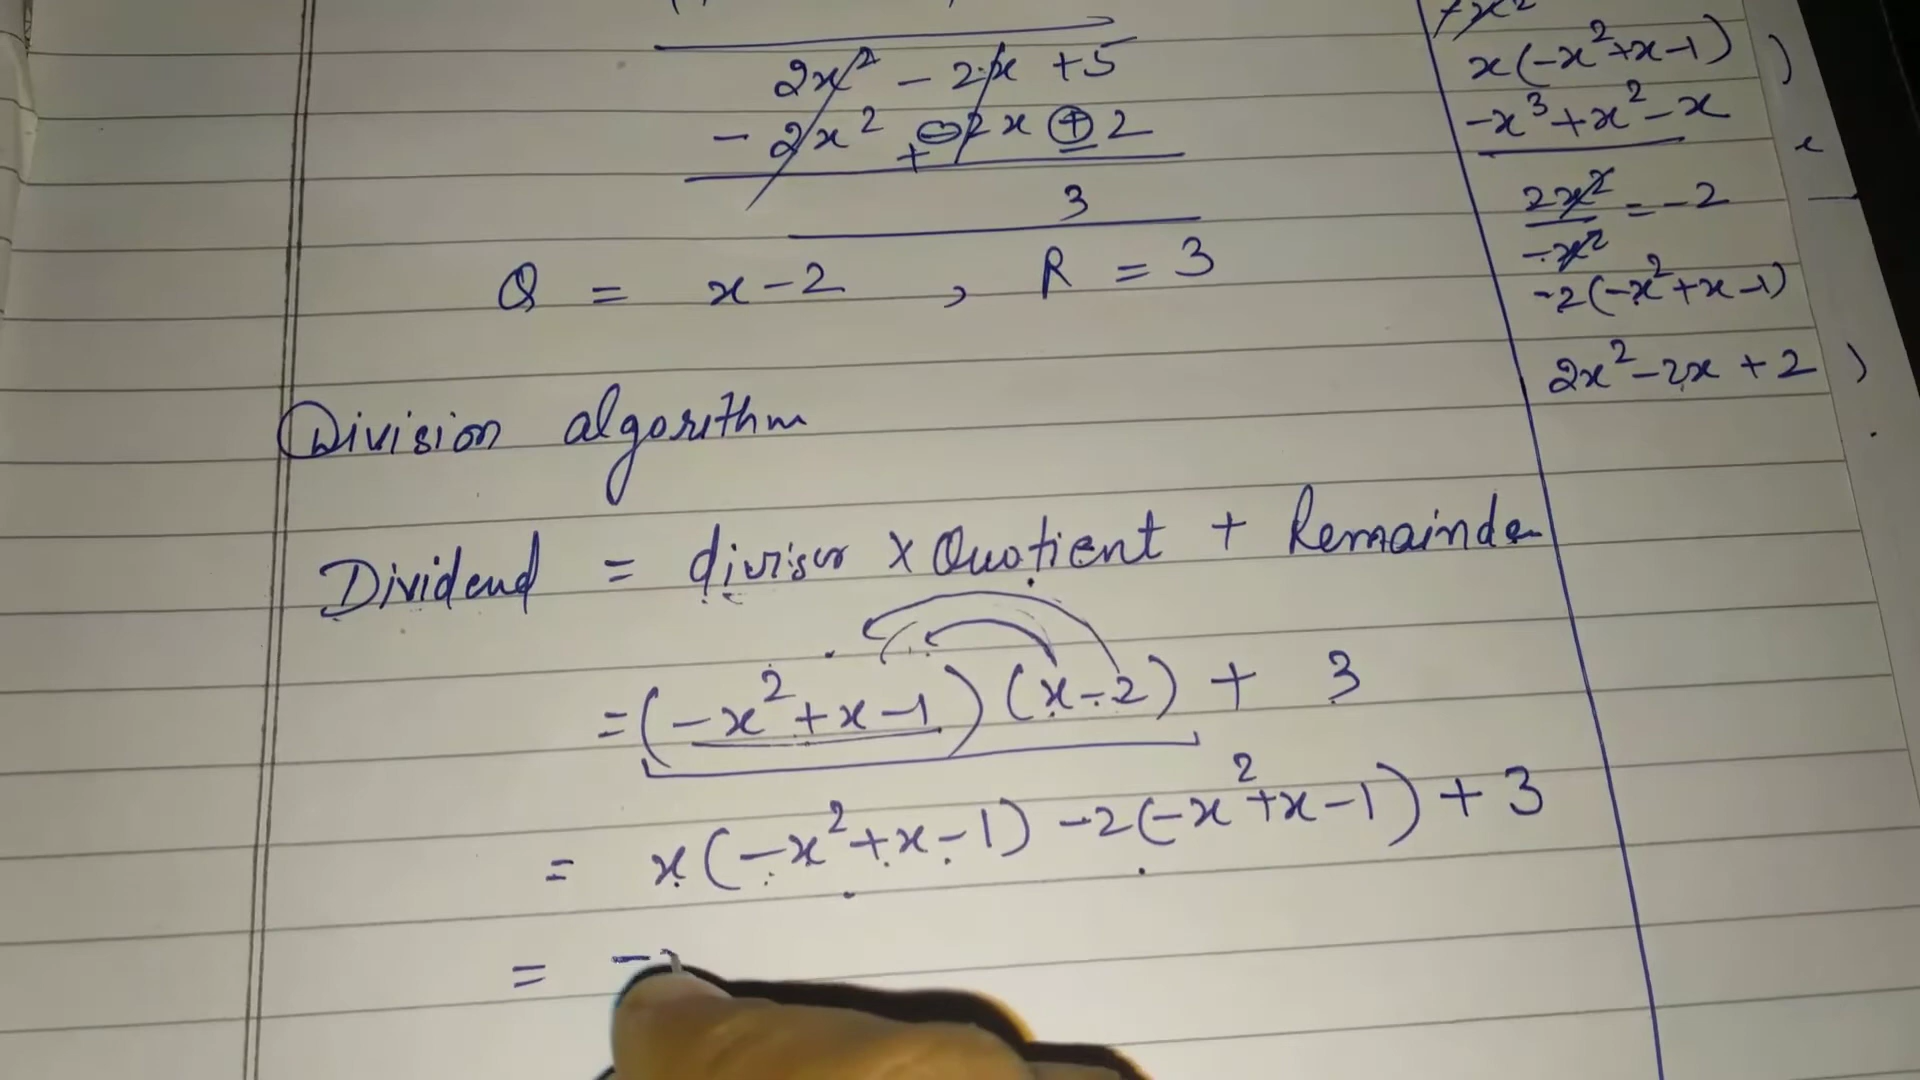 2x² - 2x + 5
- 2x² + ⊖2x ⊕ 2
3
Q = x - 2 , R = 3
Division algorithm
Dividend = divisor × Quotient + Remainder
= (-x² + x - 1) (x - 2) + 3
= x(-x² + x - 1) - 2(-x² + x - 1) + 3
= -
x(-x² + x - 1)
-x³ + x² - x
2x²/-x² = -2
-2(-x² + x - 1)
2x² - 2x + 2